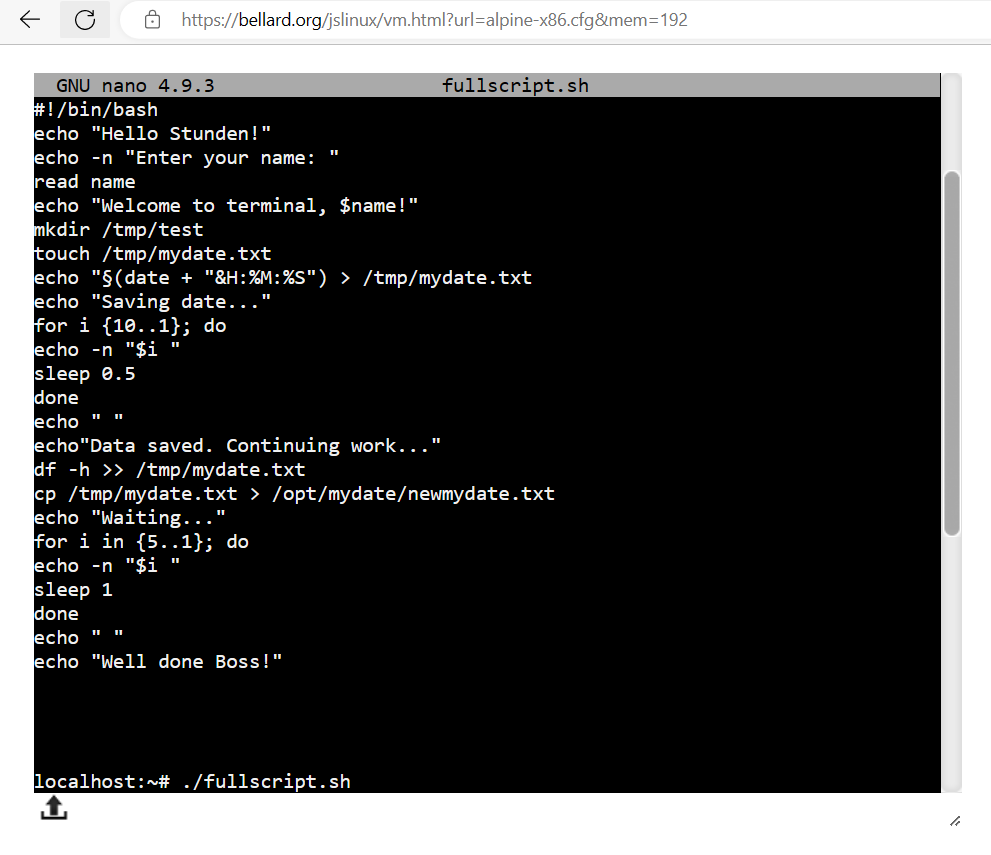 https://bellard.org/jslinux/vm.html?url=alpine-x86.cfg&mem=192
GNU nano 4.9.3 fullscript.sh
#!/bin/bash
echo "Hello Stunden!"
echo -n "Enter your name: "
read name
echo "Welcome to terminal, $name!"
mkdir /tmp/test
touch /tmp/mydate.txt
echo "§(date + "&H:%M:%S") > /tmp/mydate.txt
echo "Saving date..."
for i {10..1}; do
echo -n "$i "
sleep 0.5
done
echo " "
echo"Data saved. Continuing work..."
df -h >> /tmp/mydate.txt
cp /tmp/mydate.txt > /opt/mydate/newmydate.txt
echo "Waiting..."
for i in {5..1}; do
echo -n "$i "
sleep 1
done
echo " "
echo "Well done Boss!"
localhost:~# ./fullscript.sh